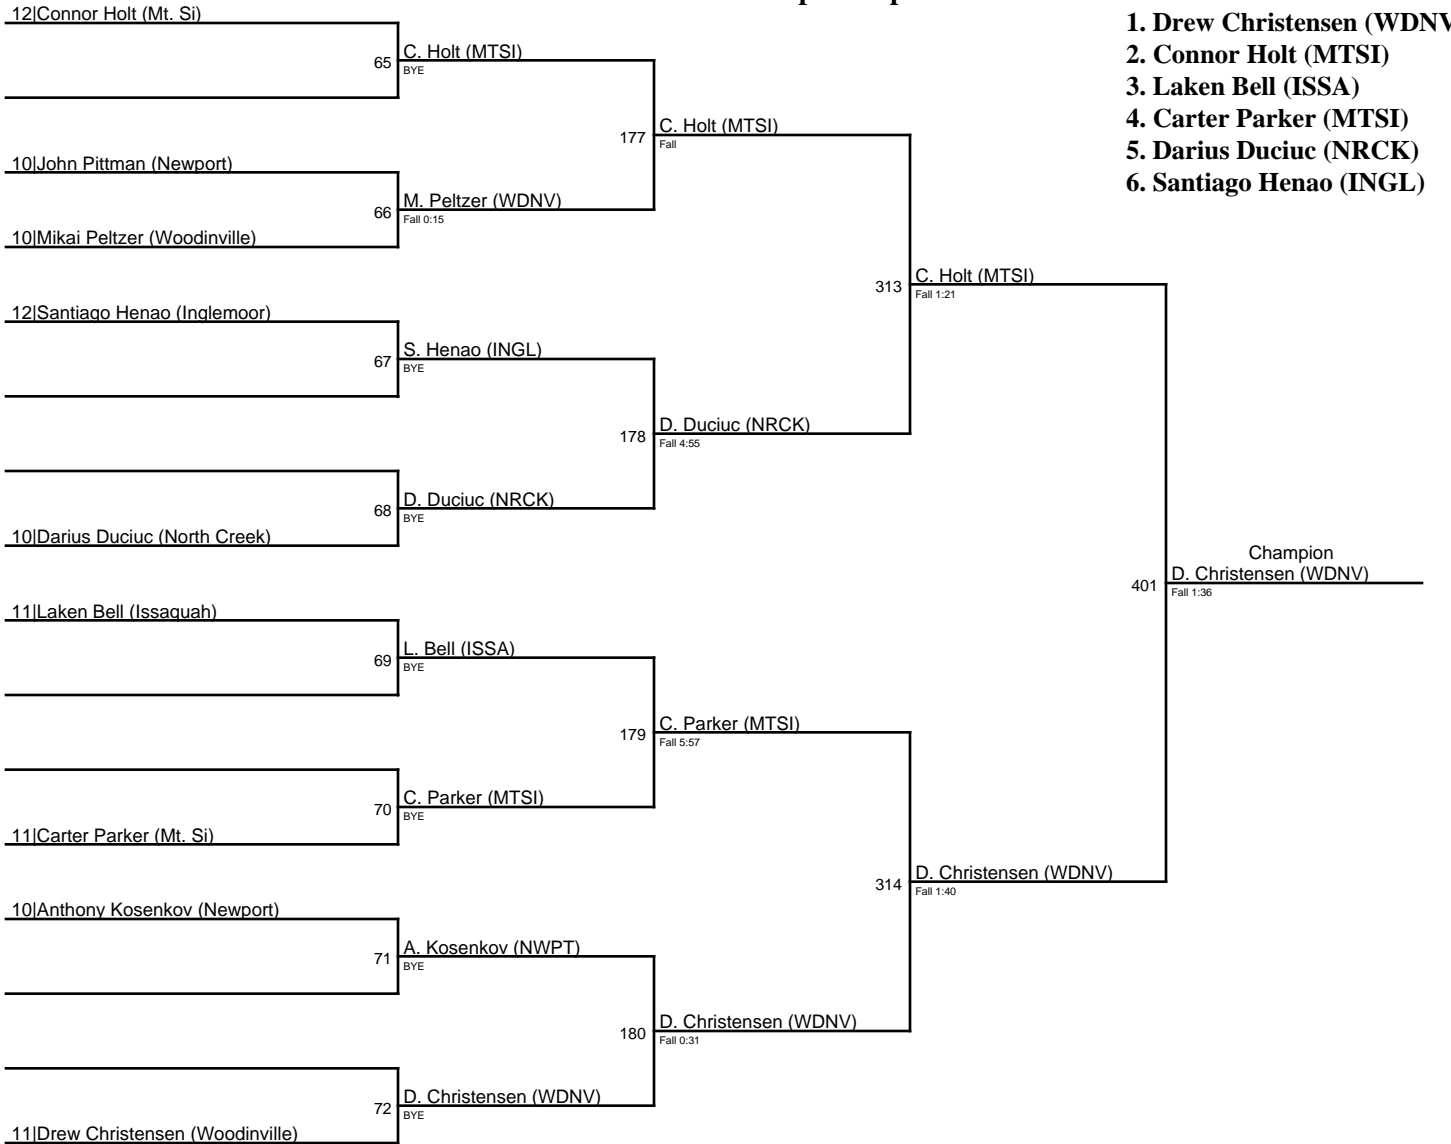 12|Connor Holt (Mt. Si)
65
C. Holt (MTSI)
BYE
177
C. Holt (MTSI)
Fall
10|John Pittman (Newport)
66
M. Peltzer (WDNV)
Fall 0:15
10|Mikai Peltzer (Woodinville)
313
C. Holt (MTSI)
Fall 1:21
12|Santiago Henao (Inglemoor)
67
S. Henao (INGL)
BYE
178
D. Duciuc (NRCK)
Fall 4:55
68
D. Duciuc (NRCK)
BYE
10|Darius Duciuc (North Creek)
Champion
401
D. Christensen (WDNV)
Fall 1:36
11|Laken Bell (Issaquah)
69
L. Bell (ISSA)
BYE
179
C. Parker (MTSI)
Fall 5:57
70
C. Parker (MTSI)
BYE
11|Carter Parker (Mt. Si)
314
D. Christensen (WDNV)
Fall 1:40
10|Anthony Kosenkov (Newport)
71
A. Kosenkov (NWPT)
BYE
180
D. Christensen (WDNV)
Fall 0:31
72
D. Christensen (WDNV)
BYE
11|Drew Christensen (Woodinville)
1. Drew Christensen (WDNV
2. Connor Holt (MTSI)
3. Laken Bell (ISSA)
4. Carter Parker (MTSI)
5. Darius Duciuc (NRCK)
6. Santiago Henao (INGL)